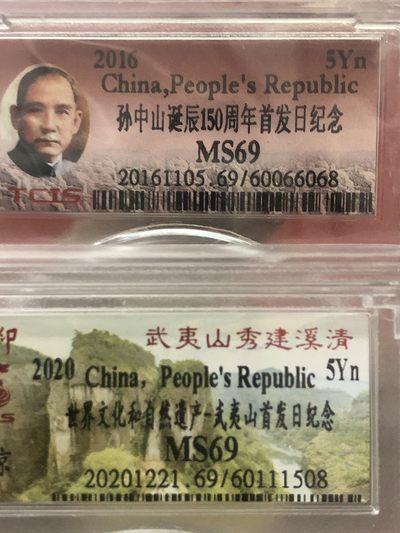 2016 5Yn
China,People's Republic
孙中山诞辰150周年首发日纪念
MS69
20161105.69/60066068
TCIS
武夷山秀建溪清
2020 China, People's Republic 5Yn
世界文化和自然遗产-武夷山首发日纪念
MS69
20201221.69/60111508
京